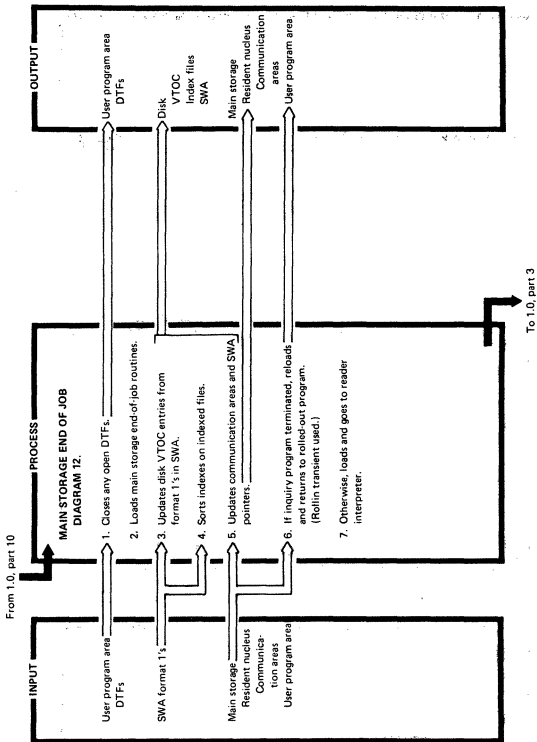 From 1.0, part 10
INPUT
User program area
DTFs
SWA format 1's
Main storage
Resident nucleus
Communica-
tion areas
User program area
PROCESS
MAIN STORAGE END OF JOB
DIAGRAM 12.
1. Closes any open DTFs.
2. Loads main storage end-of-job routines.
3. Updates disk VTOC entries from
format 1's in SWA.
4. Sorts indexes on indexed files.
5. Updates communication areas and SWA
pointers.
6. If inquiry program terminated, reloads
and returns to rolled-out program.
(Rollin transient used.)
7. Otherwise, loads and goes to reader
interpreter.
To 1.0, part 3
OUTPUT
User program area
DTFs
Disk
VTOC
Index files
SWA
Main storage
Resident nucleus
Communication
areas
User program area